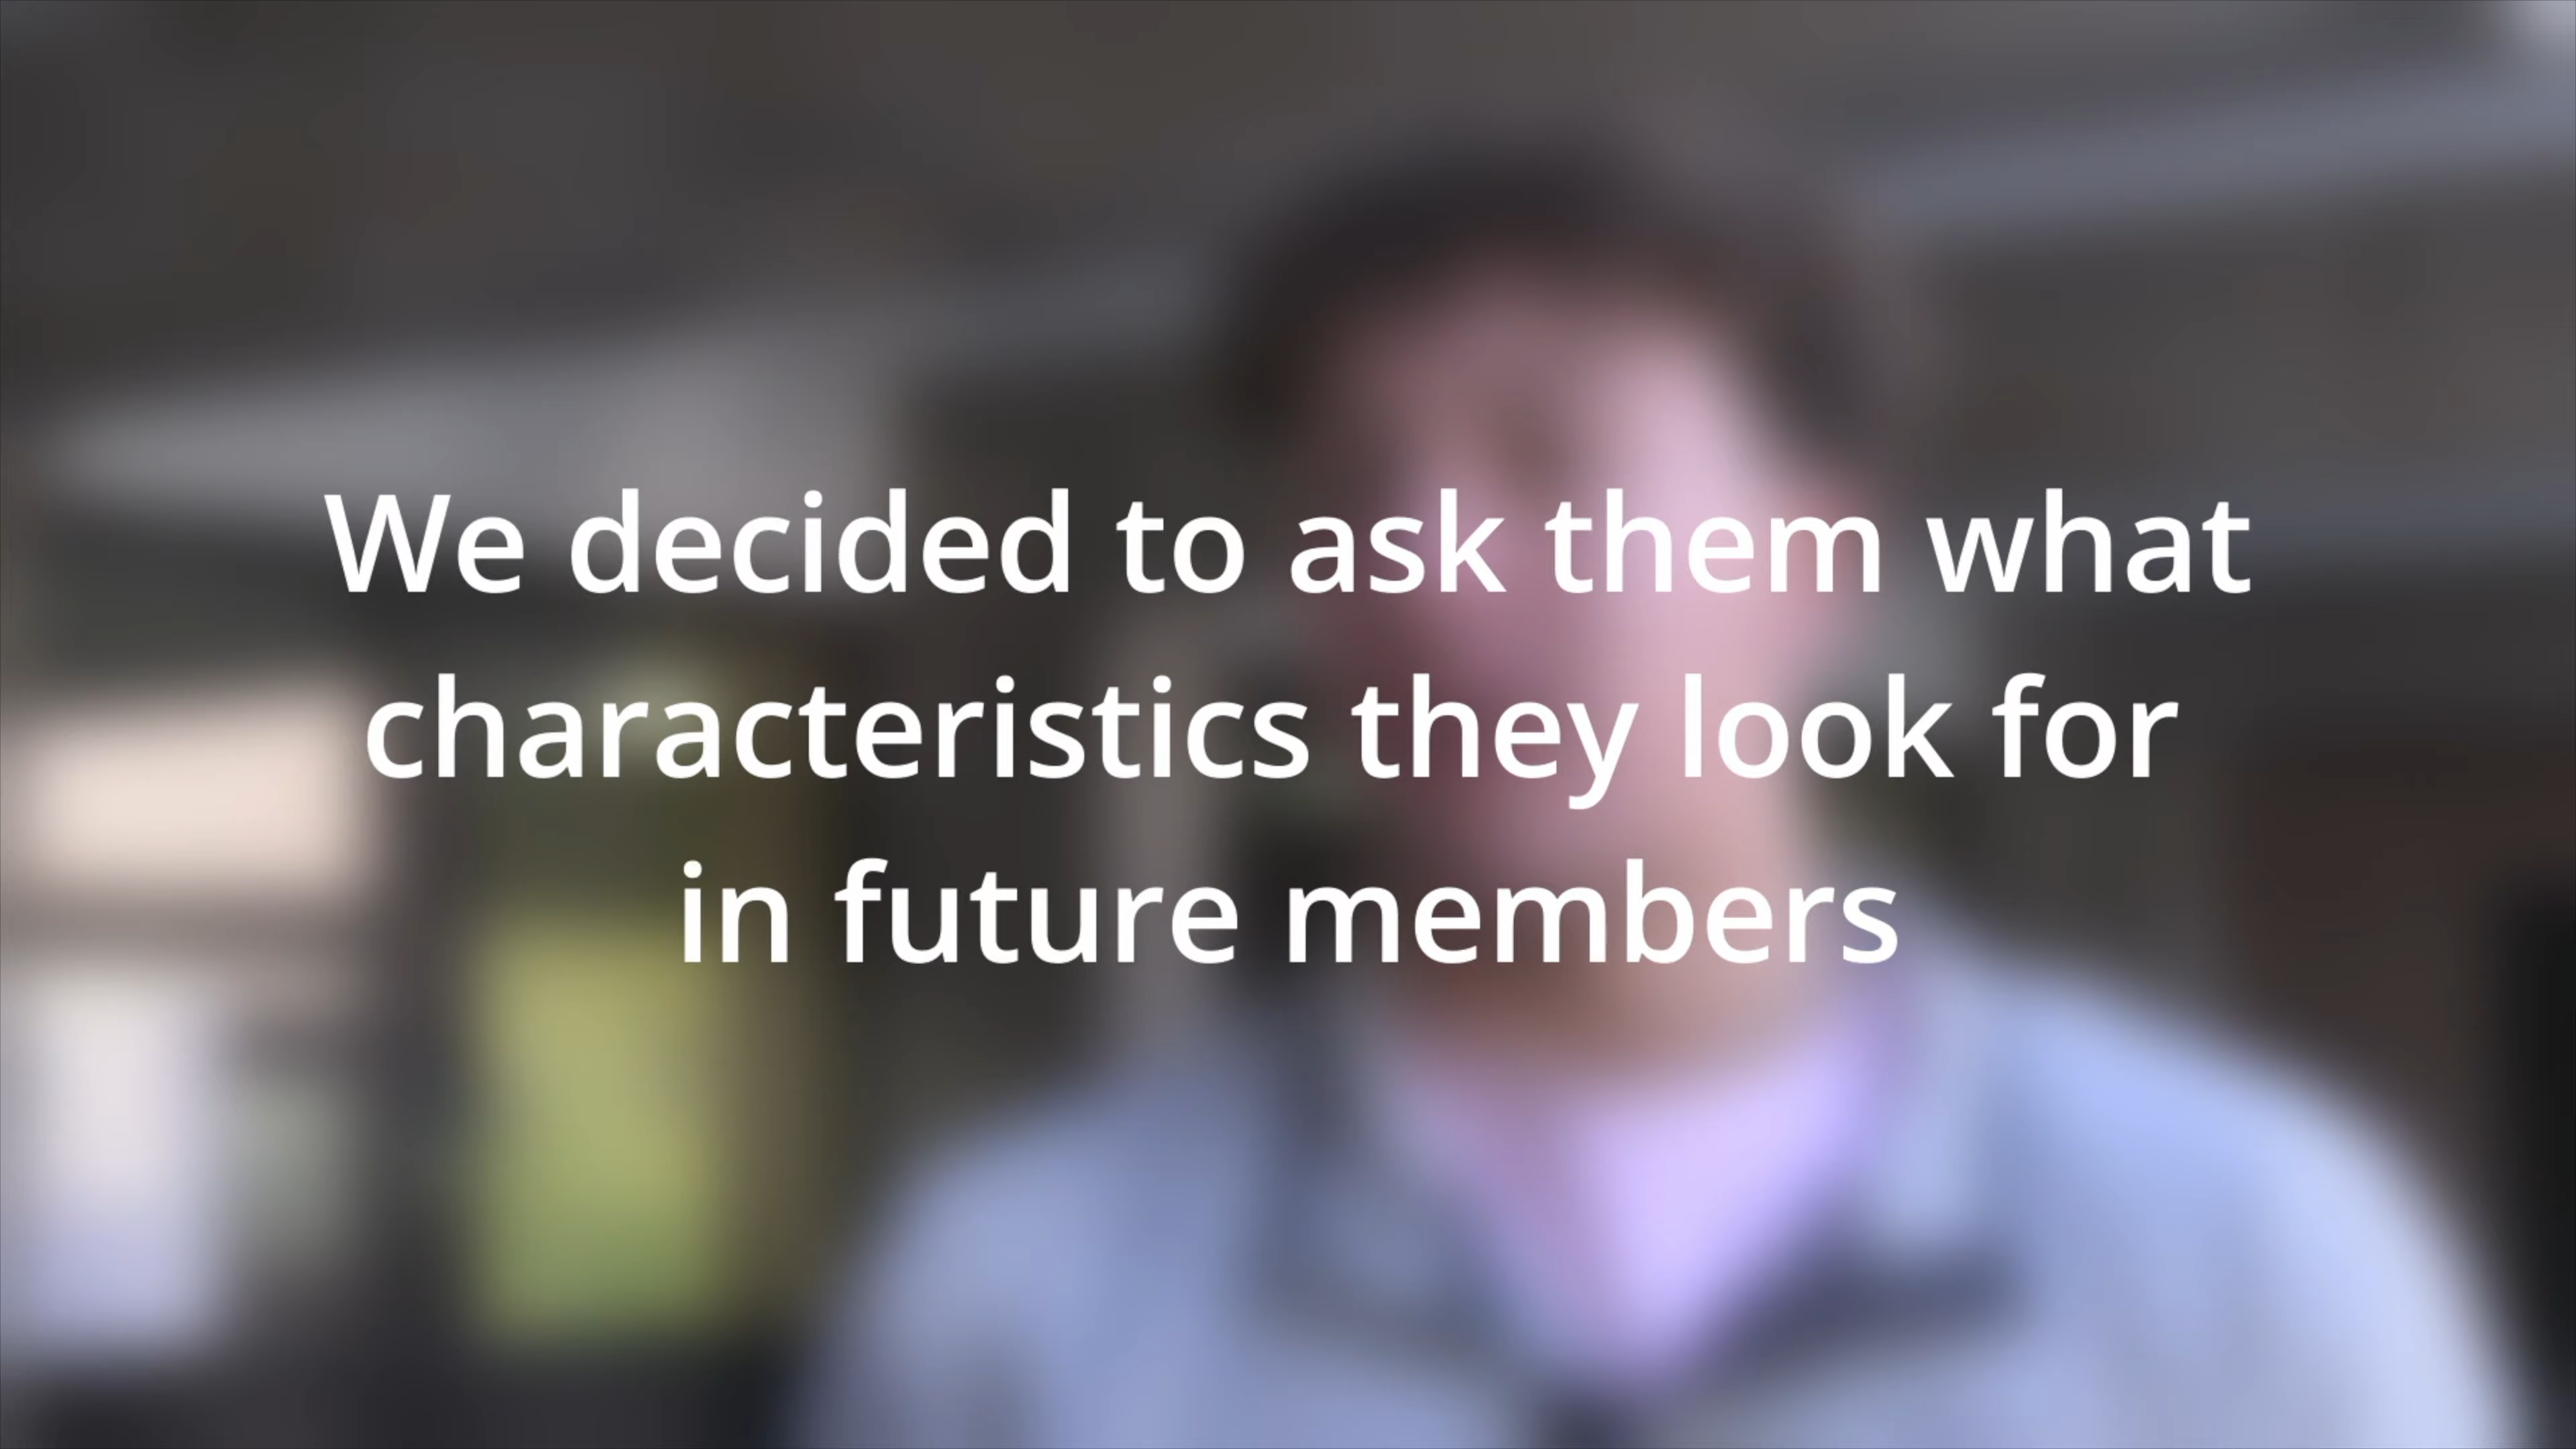 We decided to ask them what
characteristics they look for
in future members